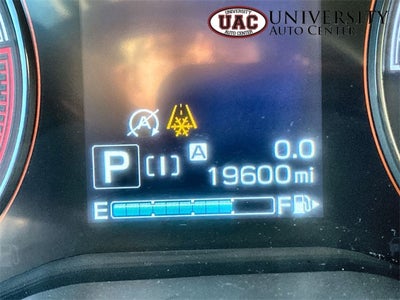 UNIVERSITY
UAC
AUTO CENTER
A
A
0.0
P
19600 mi
E
F